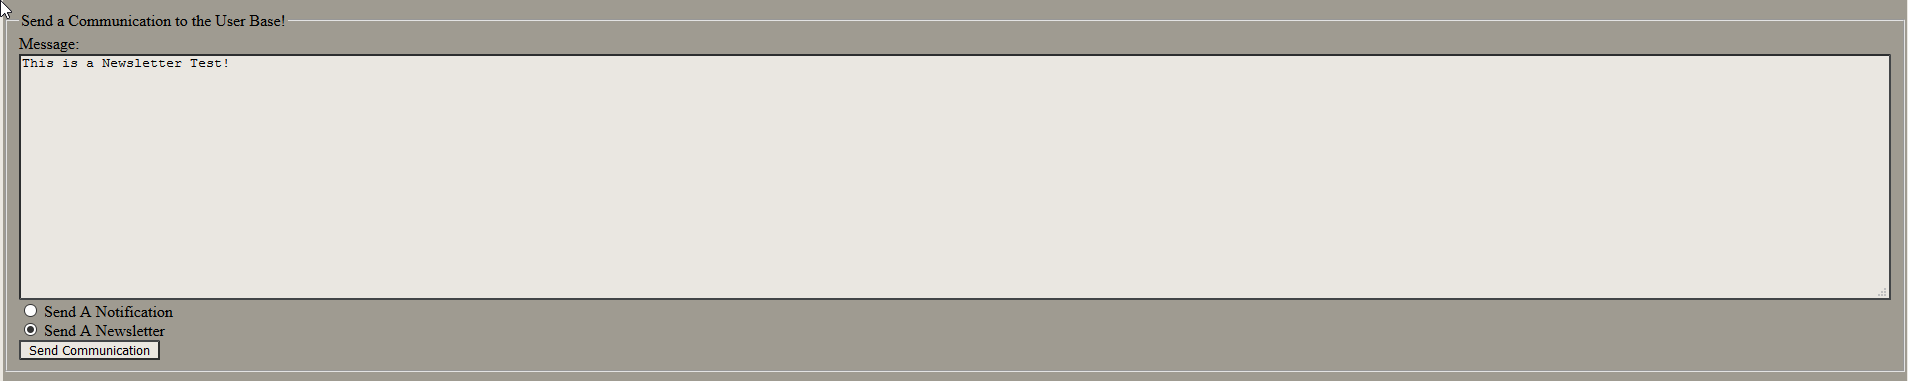 Send a Communication to the User Base!
Message:
This is a Newsletter Test!
Send A Notification
Send A Newsletter
Send Communication